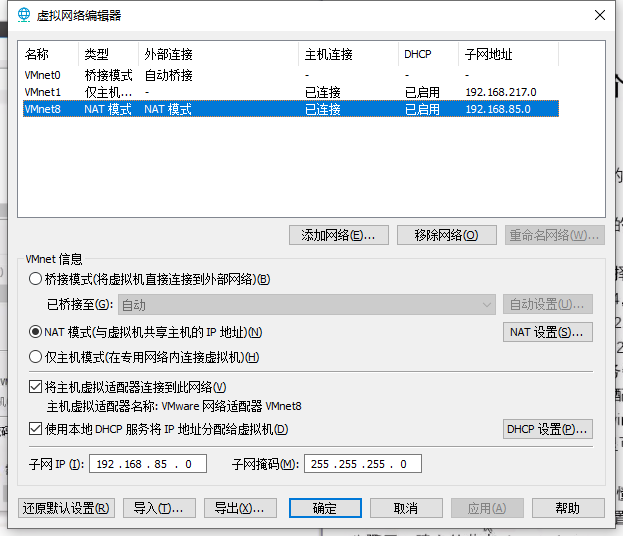 虚拟网络编辑器
名称 类型 外部连接 主机连接 DHCP 子网地址
VMnet0 桥接模式 自动桥接 - - -
VMnet1 仅主机... - 已连接 已启用 192.168.217.0
VMnet8 NAT 模式 NAT 模式 已连接 已启用 192.168.85.0
添加网络(E)... 移除网络(O) 重命名网络(W)...
VMnet 信息
桥接模式(将虚拟机直接连接到外部网络)(B)
已桥接至(G): 自动 自动设置(U)...
NAT 模式(与虚拟机共享主机的 IP 地址)(N) NAT 设置(S)...
仅主机模式(在专用网络内连接虚拟机)(H)
将主机虚拟适配器连接到此网络(V)
主机虚拟适配器名称: VMware 网络适配器 VMnet8
使用本地 DHCP 服务将 IP 地址分配给虚拟机(D) DHCP 设置(P)...
子网 IP (I): 192 . 168 . 85 . 0 子网掩码(M): 255 . 255 . 255 . 0
还原默认设置(R) 导入(T)... 导出(X)... 确定 取消 应用(A) 帮助